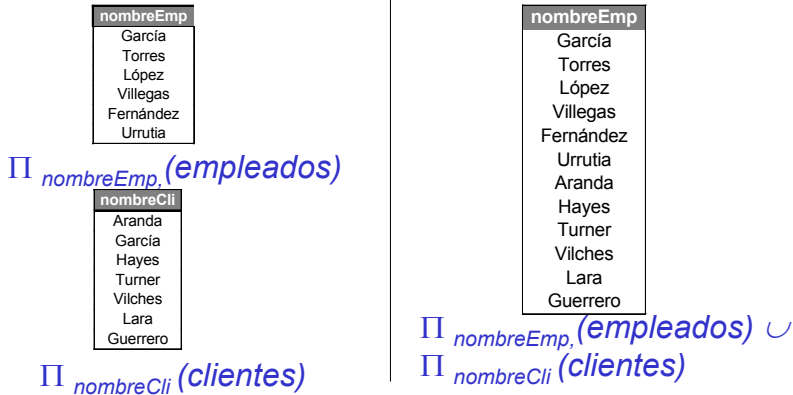 nombreEmp
García
Torres
López
Villegas
Fernández
Urrutia
Π nombreEmp,(empleados)
nombreCli
Aranda
García
Hayes
Turner
Vilches
Lara
Guerrero
Π nombreCli (clientes)
nombreEmp
García
Torres
López
Villegas
Fernández
Urrutia
Aranda
Hayes
Turner
Vilches
Lara
Guerrero
Π nombreEmp,(empleados) ∪
Π nombreCli (clientes)